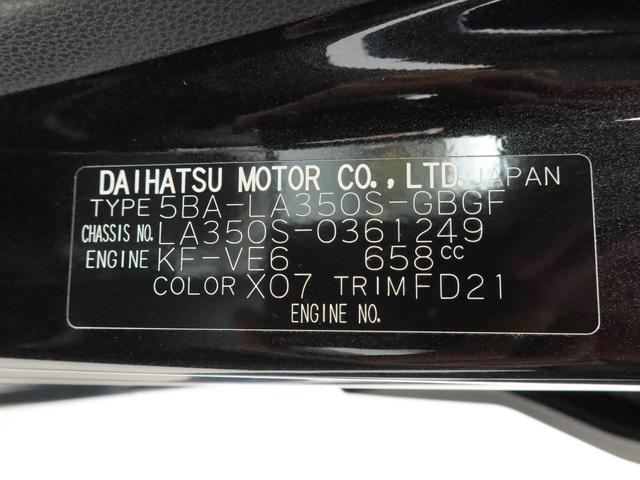 DAIHATSU MOTOR CO., LTD. JAPAN
TYPE 5BA-LA350S-GBGF
CHASSIS NO. LA350S-0361249
ENGINE KF-VE6 658cc
COLOR X07 TRIM FD21
ENGINE NO.